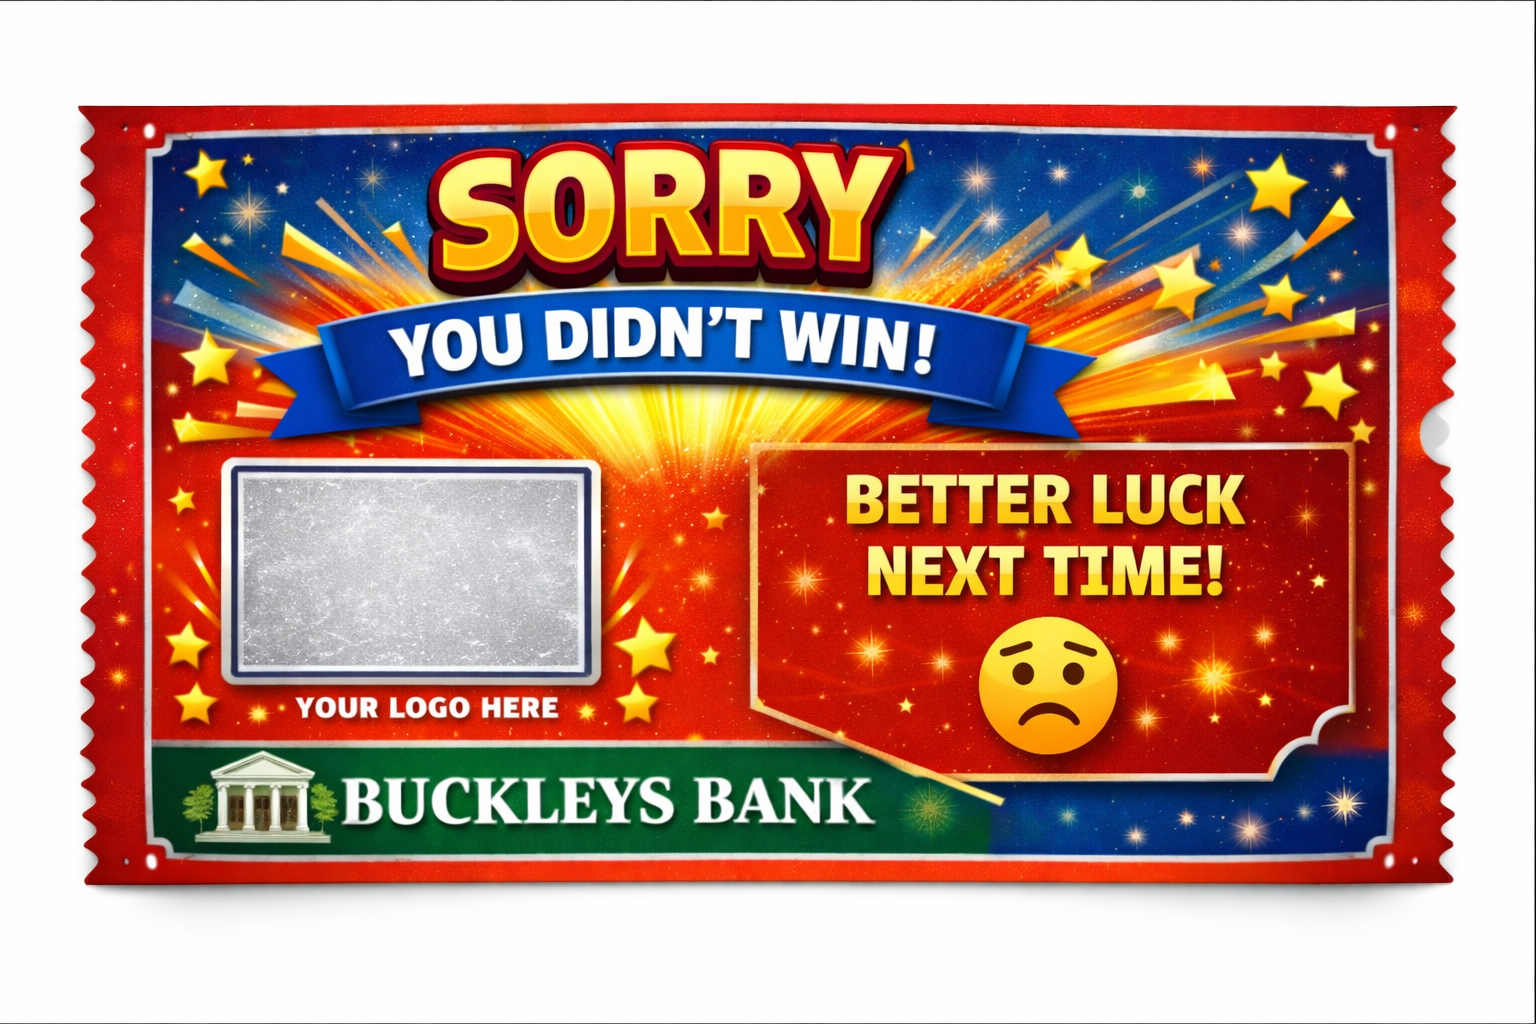 SORRY
YOU DIDN'T WIN!
BETTER LUCK
NEXT TIME!
YOUR LOGO HERE
BUCKLEYS BANK